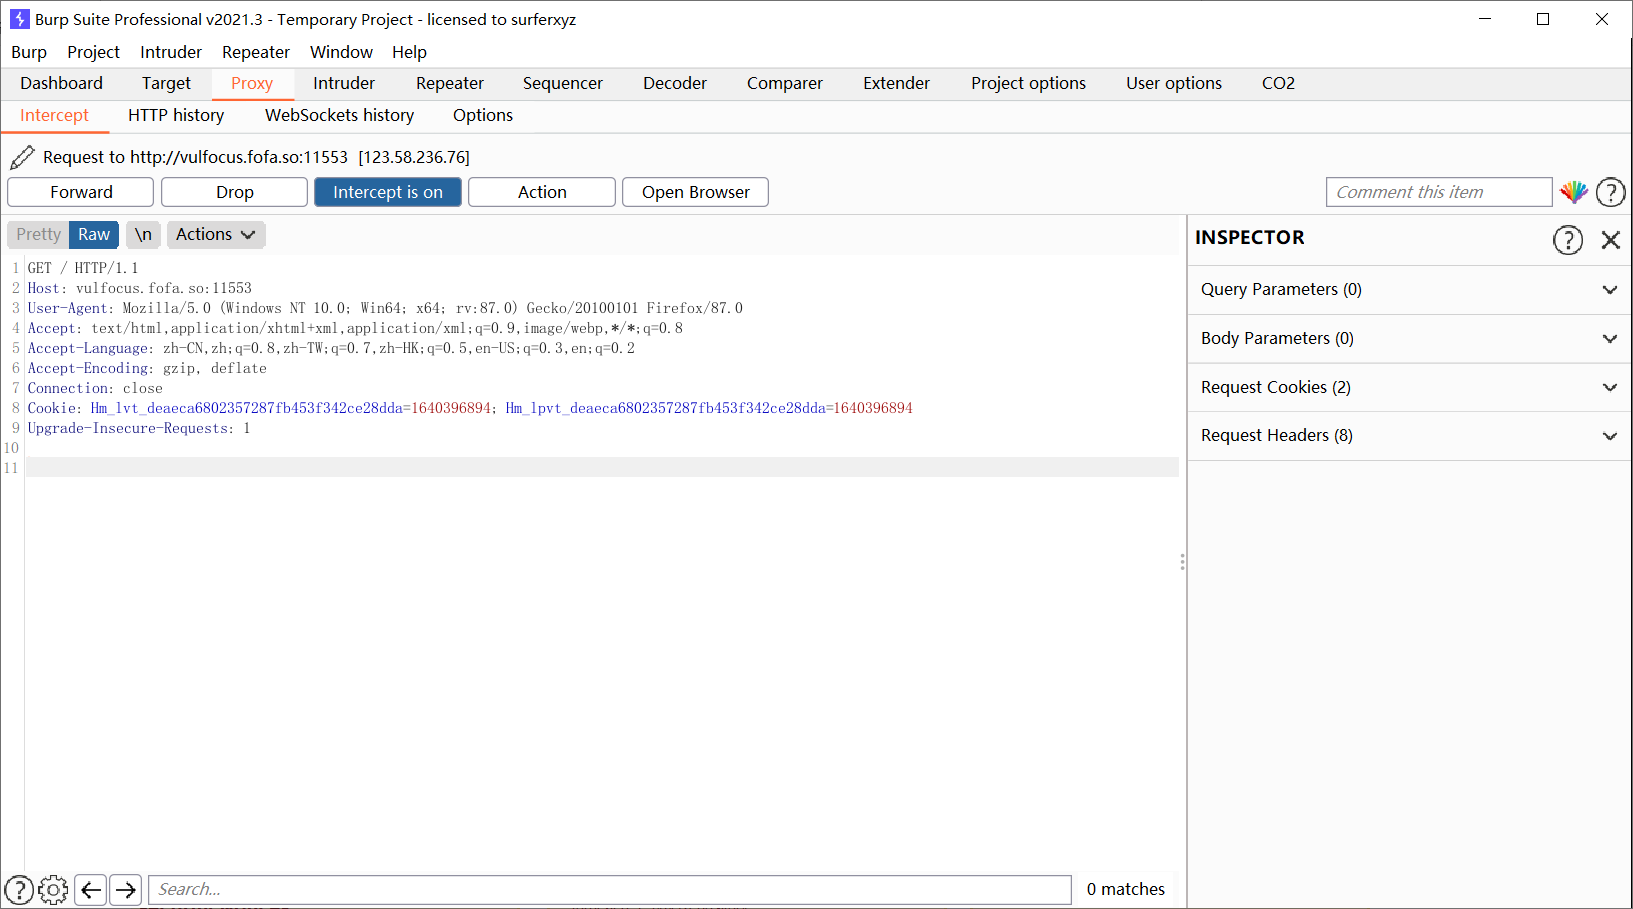 Burp Suite Professional v2021.3 - Temporary Project - licensed to surferxyz
Burp Project Intruder Repeater Window Help
Dashboard Target Proxy Intruder Repeater Sequencer Decoder Comparer Extender Project options User options CO2
Intercept HTTP history WebSockets history Options
Request to http://vulfocus.fofa.so:11553 [123.58.236.76]
Forward Drop Intercept is on Action Open Browser Comment this item ?
Pretty Raw \n Actions
INSPECTOR ?
1 GET / HTTP/1.1
2 Host: vulfocus.fofa.so:11553
3 User-Agent: Mozilla/5.0 (Windows NT 10.0; Win64; x64; rv:87.0) Gecko/20100101 Firefox/87.0
4 Accept: text/html,application/xhtml+xml,application/xml;q=0.9,image/webp,*/*;q=0.8
5 Accept-Language: zh-CN,zh;q=0.8,zh-TW;q=0.7,zh-HK;q=0.5,en-US;q=0.3,en;q=0.2
6 Accept-Encoding: gzip, deflate
7 Connection: close
8 Cookie: Hm_lvt_deaeca6802357287fb453f342ce28dda=1640396894; Hm_lpvt_deaeca6802357287fb453f342ce28dda=1640396894
9 Upgrade-Insecure-Requests: 1
10
11
Query Parameters (0)
Body Parameters (0)
Request Cookies (2)
Request Headers (8)
? Search... 0 matches